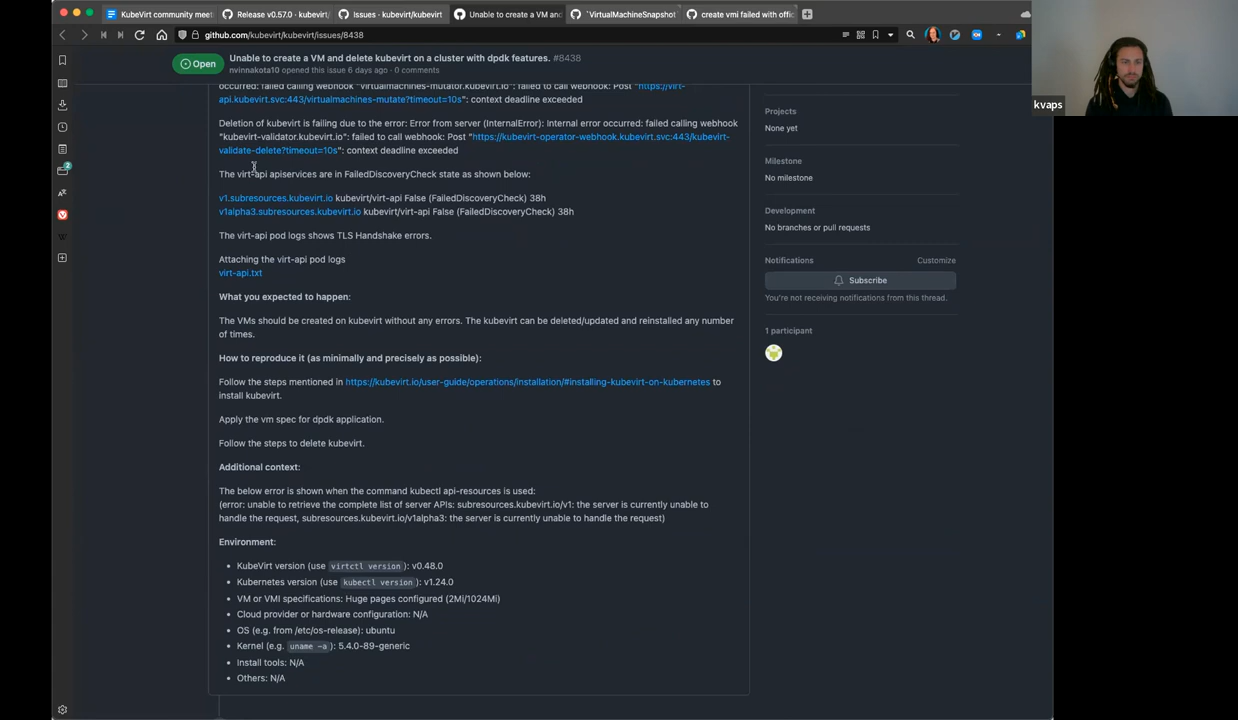 KubeVirt community meet
Release v0.57.0 · kubevirt/
Issues · kubevirt/kubevirt
Unable to create a VM and
`VirtualMachineSnapshot
create vmi failed with offic
github.com/kubevirt/kubevirt/issues/8438
Open
Unable to create a VM and delete kubevirt on a cluster with dpdk features. #8438
nvinnakota10 opened this issue 6 days ago · 0 comments
occurred: failed calling webhook "virtualmachines-mutator.kubevirt.io": failed to call webhook: Post "https://virt-
api.kubevirt.svc:443/virtualmachines-mutate?timeout=10s": context deadline exceeded
Deletion of kubevirt is failing due to the error: Error from server (InternalError): Internal error occurred: failed calling webhook
"kubevirt-validator.kubevirt.io": failed to call webhook: Post "https://kubevirt-operator-webhook.kubevirt.svc:443/kubevirt-
validate-delete?timeout=10s": context deadline exceeded
The virt-api apiservices are in FailedDiscoveryCheck state as shown below:
v1.subresources.kubevirt.io kubevirt/virt-api False (FailedDiscoveryCheck) 38h
v1alpha3.subresources.kubevirt.io kubevirt/virt-api False (FailedDiscoveryCheck) 38h
The virt-api pod logs shows TLS Handshake errors.
Attaching the virt-api pod logs
virt-api.txt
What you expected to happen:
The VMs should be created on kubevirt without any errors. The kubevirt can be deleted/updated and reinstalled any number
of times.
How to reproduce it (as minimally and precisely as possible):
Follow the steps mentioned in https://kubevirt.io/user-guide/operations/installation/#installing-kubevirt-on-kubernetes to
install kubevirt.
Apply the vm spec for dpdk application.
Follow the steps to delete kubevirt.
Additional context:
The below error is shown when the command kubectl api-resources is used:
(error: unable to retrieve the complete list of server APIs: subresources.kubevirt.io/v1: the server is currently unable to
handle the request, subresources.kubevirt.io/v1alpha3: the server is currently unable to handle the request)
Environment:
KubeVirt version (use virtctl version ): v0.48.0
Kubernetes version (use kubectl version ): v1.24.0
VM or VMI specifications: Huge pages configured (2Mi/1024Mi)
Cloud provider or hardware configuration: N/A
OS (e.g. from /etc/os-release): ubuntu
Kernel (e.g. uname -a ): 5.4.0-89-generic
Install tools: N/A
Others: N/A
Projects
None yet
Milestone
No milestone
Development
No branches or pull requests
Notifications
Customize
Subscribe
You're not receiving notifications from this thread.
1 participant
2
kvaps